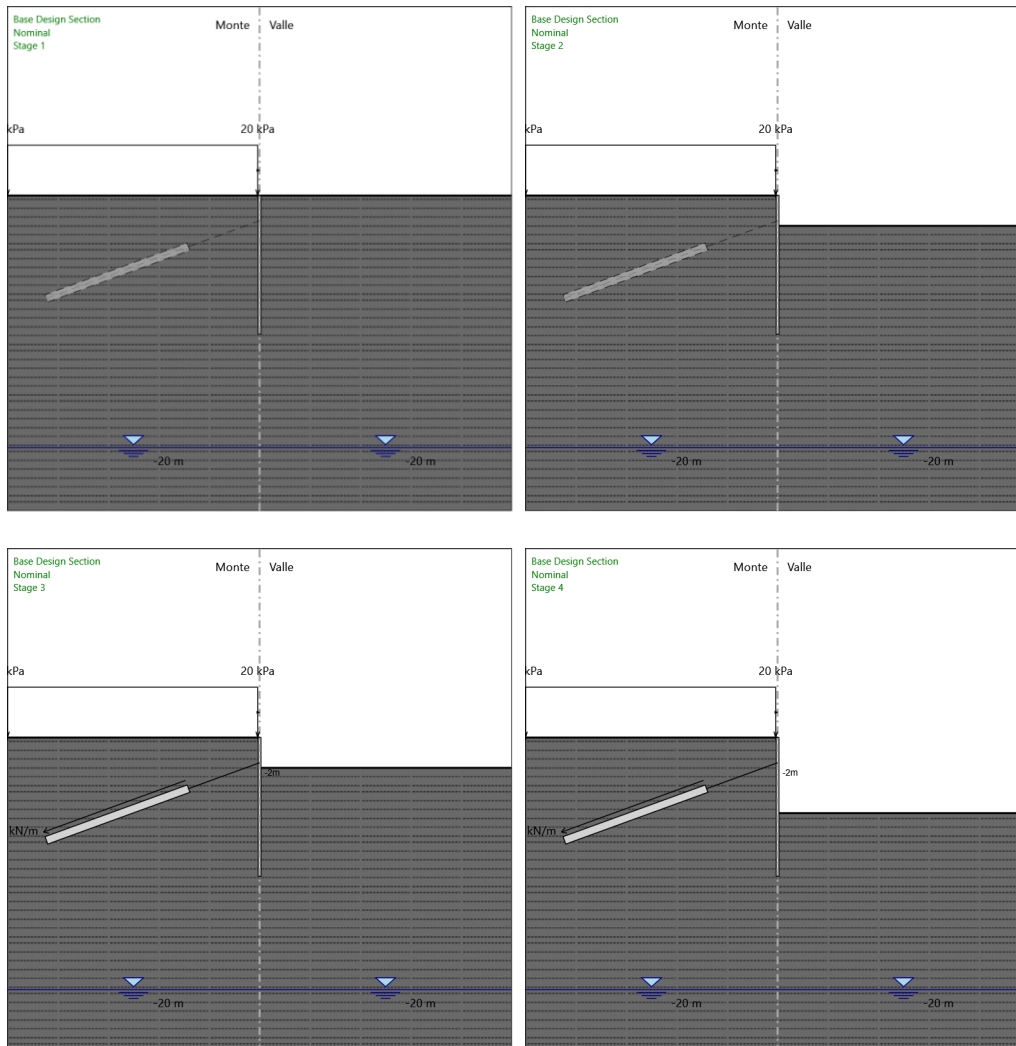 Base Design Section
Nominal
Stage 1
Monte Valle
kPa 20 kPa
-20 m -20 m
Base Design Section
Nominal
Stage 2
Monte Valle
kPa 20 kPa
-20 m -20 m
Base Design Section
Nominal
Stage 3
Monte Valle
kPa 20 kPa
-2m
kN/m
-20 m -20 m
Base Design Section
Nominal
Stage 4
Monte Valle
kPa 20 kPa
-2m
kN/m
-20 m -20 m